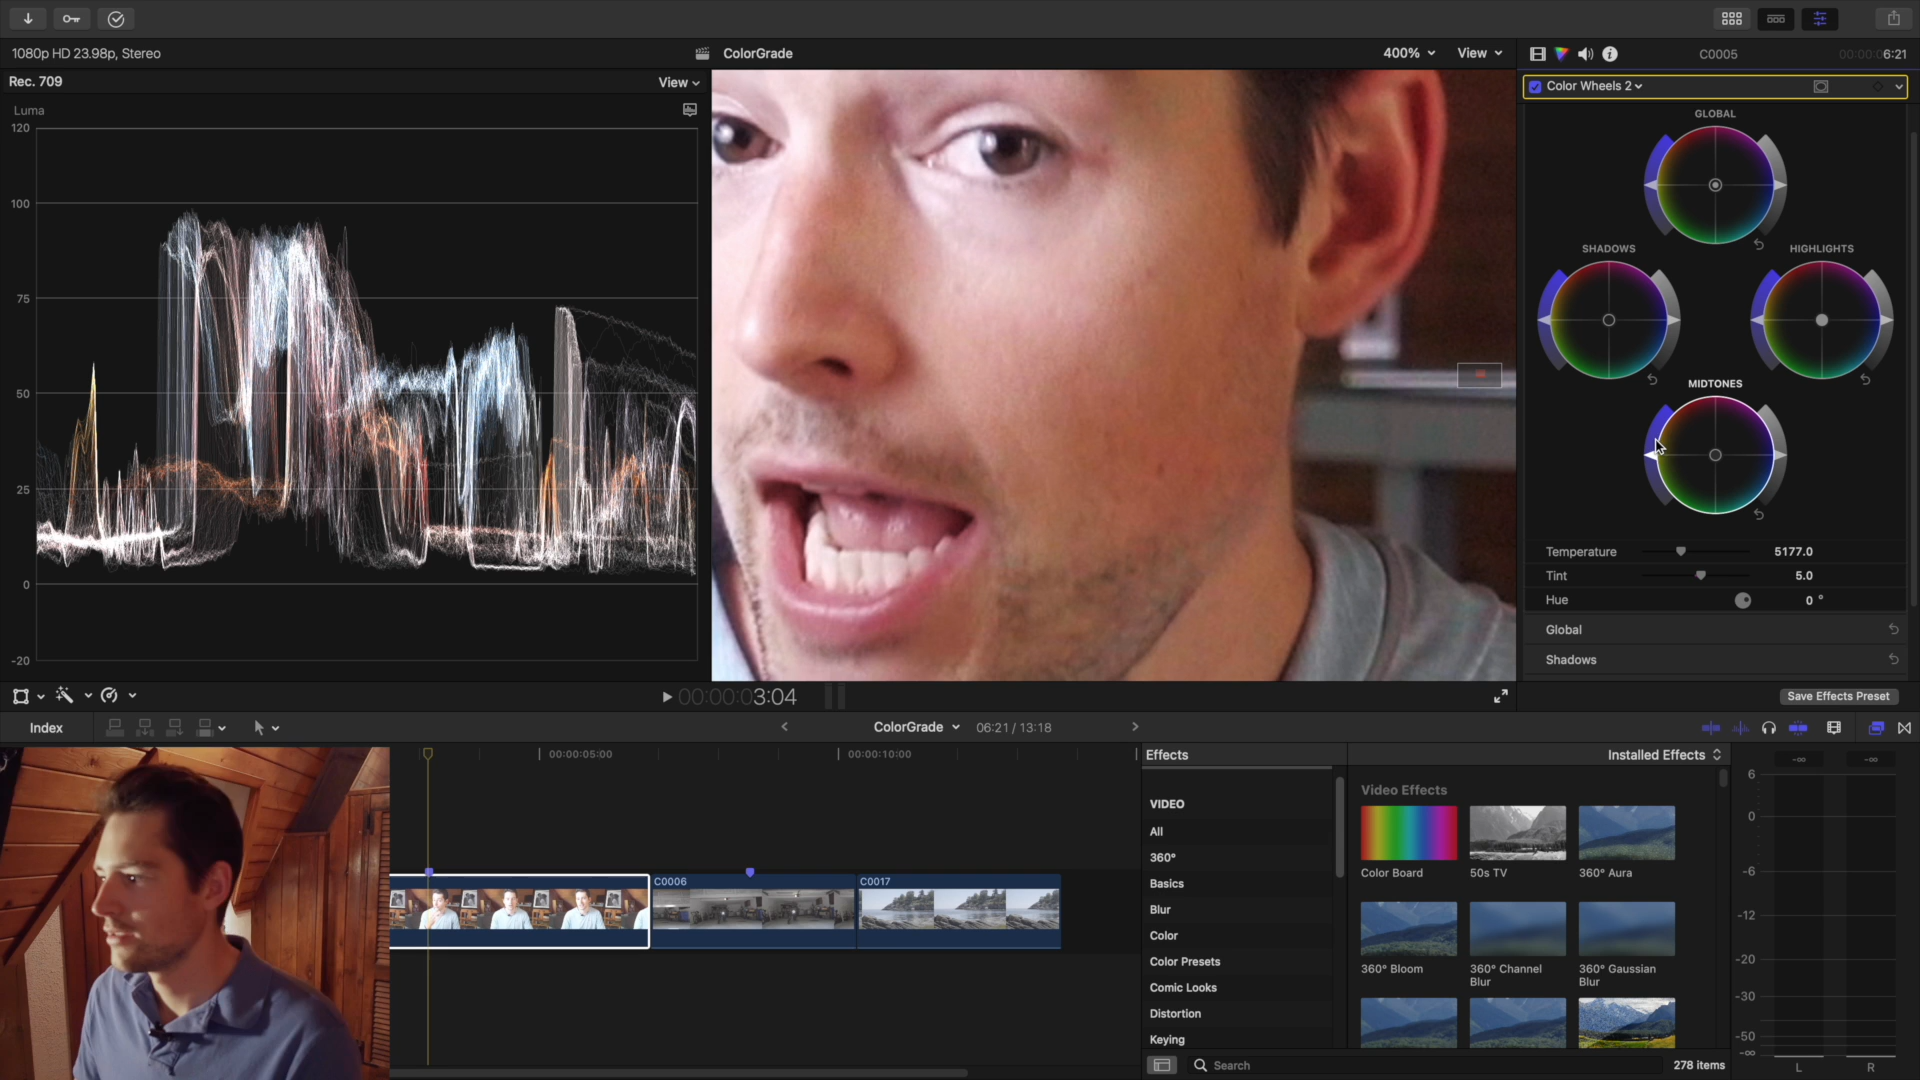 1080p HD 23.98p, Stereo
ColorGrade
400%
View
C0005
00:00:06:21
Rec. 709
View
Color Wheels 2
Luma
120
100
75
50
25
0
-20
GLOBAL
SHADOWS
HIGHLIGHTS
MIDTONES
Temperature
5177.0
Tint
5.0
Hue
0 °
Global
Shadows
00:00:03:04
Save Effects Preset
Index
ColorGrade
06:21 / 13:18
00:00:05:00
00:00:10:00
C0006
C0017
Effects
Installed Effects
VIDEO
All
360°
Basics
Blur
Color
Color Presets
Comic Looks
Distortion
Keying
Video Effects
Color Board
50s TV
360° Aura
360° Bloom
360° Channel
Blur
360° Gaussian
Blur
Search
278 items
-∞
-∞
6
0
-6
-12
-20
-30
-50
-∞
L
R